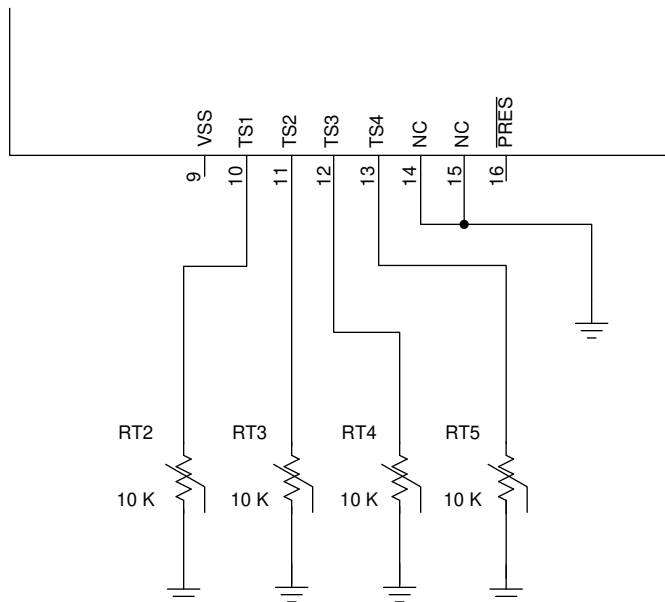 VSS
TS1
TS2
TS3
TS4
NC
NC
PRES
9
10
11
12
13
14
15
16
RT2
RT3
RT4
RT5
10 K
10 K
10 K
10 K